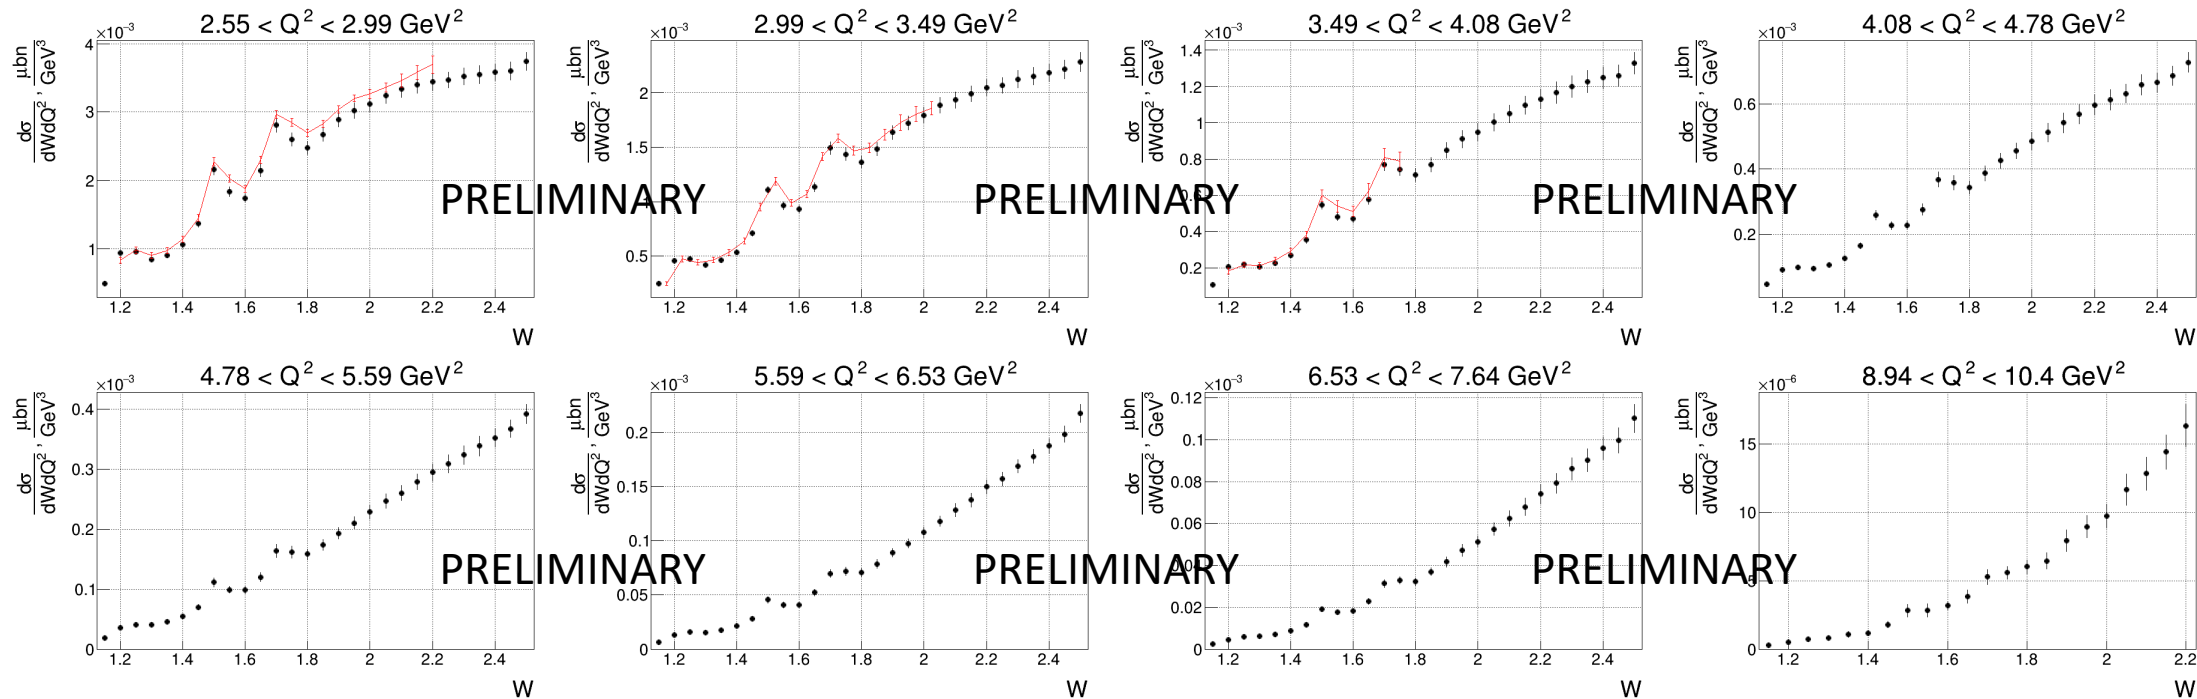 2.55 < Q² < 2.99 GeV²
×10⁻³
dσ/dWdQ², μbn/GeV³
4
3
2
1
1.2 1.4 1.6 1.8 2 2.2 2.4
W
2.99 < Q² < 3.49 GeV²
×10⁻³
dσ/dWdQ², μbn/GeV³
2
1.5
1
0.5
1.2 1.4 1.6 1.8 2 2.2 2.4
W
3.49 < Q² < 4.08 GeV²
×10⁻³
dσ/dWdQ², μbn/GeV³
1.4
1.2
1
0.8
0.6
0.4
0.2
1.2 1.4 1.6 1.8 2 2.2 2.4
W
4.08 < Q² < 4.78 GeV²
×10⁻³
dσ/dWdQ², μbn/GeV³
0.6
0.4
0.2
1.2 1.4 1.6 1.8 2 2.2 2.4
W
PRELIMINARY PRELIMINARY PRELIMINARY
4.78 < Q² < 5.59 GeV²
×10⁻³
dσ/dWdQ², μbn/GeV³
0.4
0.3
0.2
0.1
0
1.2 1.4 1.6 1.8 2 2.2 2.4
W
5.59 < Q² < 6.53 GeV²
×10⁻³
dσ/dWdQ², μbn/GeV³
0.2
0.15
0.1
0.05
0
1.2 1.4 1.6 1.8 2 2.2 2.4
W
6.53 < Q² < 7.64 GeV²
×10⁻³
dσ/dWdQ², μbn/GeV³
0.12
0.1
0.08
0.06
0.04
0.02
0
1.2 1.4 1.6 1.8 2 2.2 2.4
W
8.94 < Q² < 10.4 GeV²
×10⁻⁶
dσ/dWdQ², μbn/GeV³
15
10
5
0
1.2 1.4 1.6 1.8 2 2.2
W
PRELIMINARY PRELIMINARY PRELIMINARY